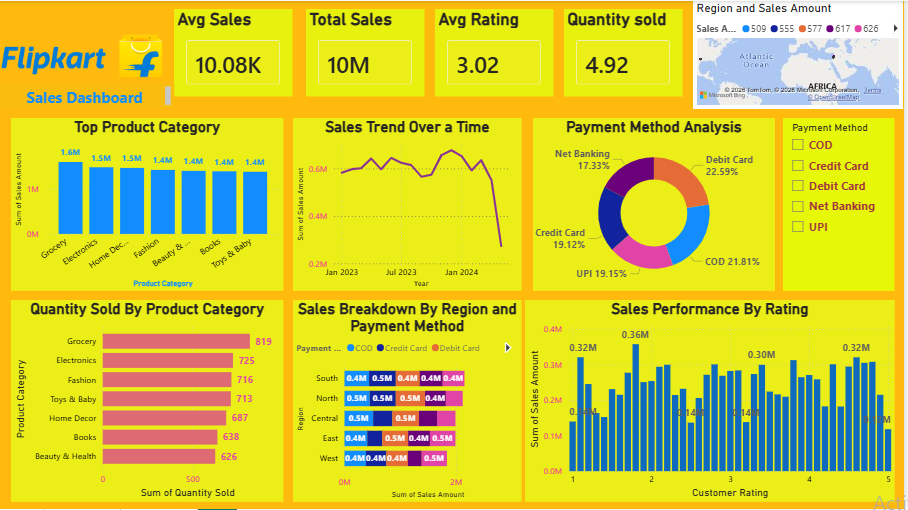 Flipkart
Sales Dashboard
Avg Sales
10.08K
Total Sales
10M
Avg Rating
3.02
Quantity sold
4.92
Region and Sales Amount
Sales A... 509 555 577 617 626
Atlantic
Ocean
AFRICA
© 2026 TomTom, © 2026 Microsoft Corporation, Terms
Microsoft Bing
© OpenStreetMap
Top Product Category
Sum of Sales Amount
1M
0M
1.6M 1.5M 1.5M 1.4M 1.4M 1.4M 1.4M
Grocery Electronics Home Dec... Fashion Beauty & ... Books Toys & Baby
Product Category
Sales Trend Over a Time
Sum of Sales Amount
0.6M
0.4M
0.2M
Jan 2023 Jul 2023 Jan 2024
Year
Payment Method Analysis
Net Banking
17.33%
Debit Card
22.59%
Credit Card
19.12%
UPI 19.15%
COD 21.81%
Payment Method
COD
Credit Card
Debit Card
Net Banking
UPI
Quantity Sold By Product Category
Product Category
Grocery 819
Electronics 725
Fashion 716
Toys & Baby 713
Home Decor 687
Books 638
Beauty & Health 626
0 500
Sum of Quantity Sold
Sales Breakdown By Region and
Payment Method
Payment ... COD Credit Card Debit Card
Region
South 0.4M 0.5M 0.4M 0.4M 0.4M
North 0.5M 0.5M 0.5M 0.4M
Central 0.5M 0.5M
East 0.4M 0.5M 0.4M 0.5M
West 0.4M 0.4M 0.4M 0.5M
0M 2M
Sum of Sales Amount
Sales Performance By Rating
Sum of Sales Amount
0.4M
0.3M
0.2M
0.1M
0.0M
0.32M 0.36M 0.30M 0.32M
0.14M 0.14M
1 2 3 4 5
Customer Rating